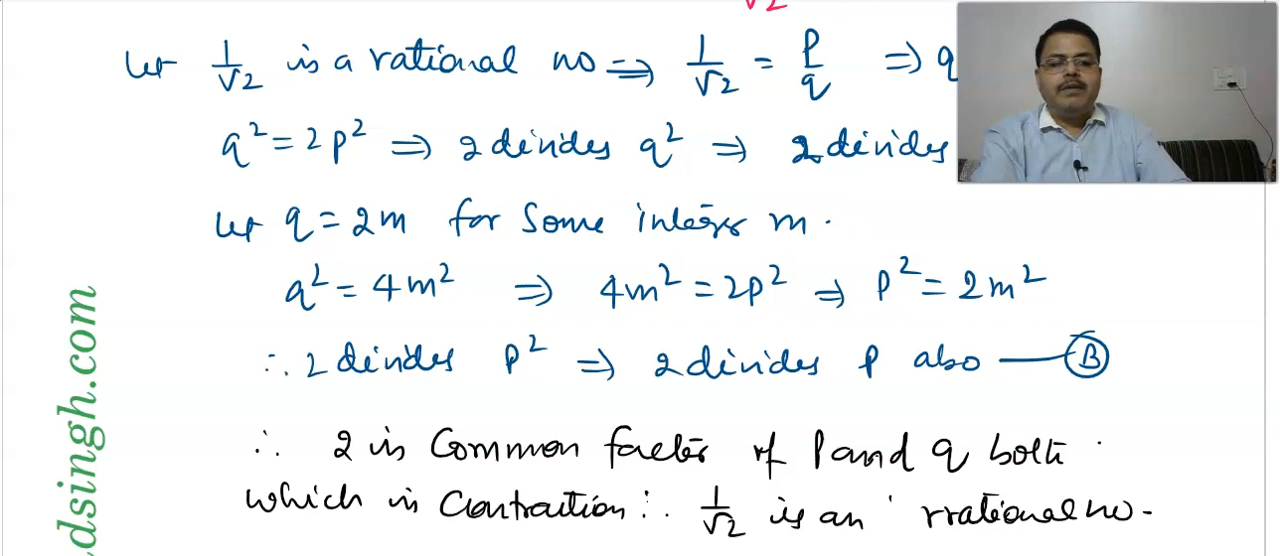 √2
Let 1/√2 is a rational no ⇒ 1/√2 = p/q ⇒ q
q² = 2p² ⇒ 2 divides q² ⇒ 2 divides
Let q = 2m for some integer m.
q² = 4m² ⇒ 4m² = 2p² ⇒ p² = 2m²
∴ 2 divides p² ⇒ 2 divides p also — B
∴ 2 is common factor of p and q both
which is contraction ∴ 1/√2 is an irrational no.
dsingh.com